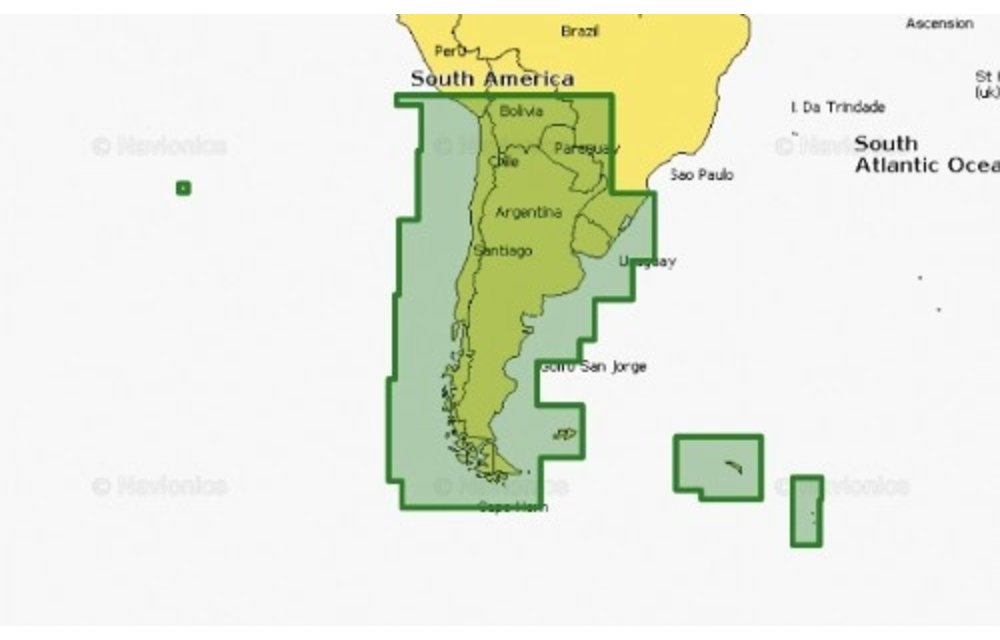 Ascension
Brazil
Peru
South America
St
(uk)
I. Da Trindade
Bolivia
© Navionics
© Navionics
© Navionics
South
Atlantic Ocea
Paraguay
Chile
Sao Paulo
Argentina
Santiago
Uruguay
Golfo San Jorge
© Navionics
© Navionics
© Navionics
Cape Horn